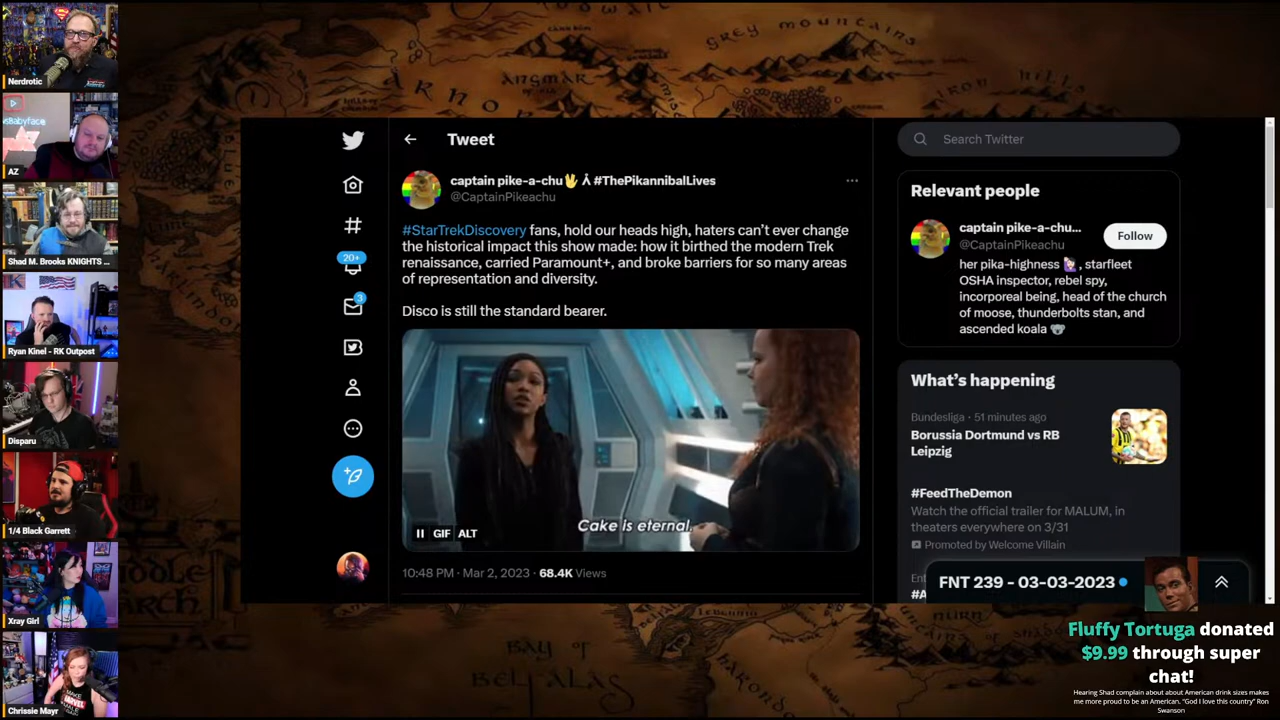 Nerdrotic
AZ
Shad M. Brooks KNIGHTS ...
Ryan Kinel - RK Outpost
Disparu
1/4 Black Garrett
Xray Girl
Chrissie Mayr
GREY MOUNTAINS
ANGMAR
BAY OF
BELFALAS
Tweet
captain pike-a-chu🖖 #ThePikannibalLives
@CaptainPikeachu
#StarTrekDiscovery fans, hold our heads high, haters can't ever change
the historical impact this show made: how it birthed the modern Trek
renaissance, carried Paramount+, and broke barriers for so many areas
of representation and diversity.
Disco is still the standard bearer.
Cake is eternal.
GIF ALT
10:48 PM · Mar 2, 2023 · 68.4K Views
20+
3
Search Twitter
Relevant people
captain pike-a-chu...
@CaptainPikeachu
Follow
her pika-highness, starfleet
OSHA inspector, rebel spy,
incorporeal being, head of the church
of moose, thunderbolts stan, and
ascended koala 🐨
What's happening
Bundesliga · 51 minutes ago
Borussia Dortmund vs RB
Leipzig
#FeedTheDemon
Watch the official trailer for MALUM, in
theaters everywhere on 3/31
Promoted by Welcome Villain
FNT 239 - 03-03-2023
Fluffy Tortuga donated
$9.99 through super
chat!
Hearing Shad complain about about American drink sizes makes
me more proud to be an American. "God I love this country" Ron
Swanson